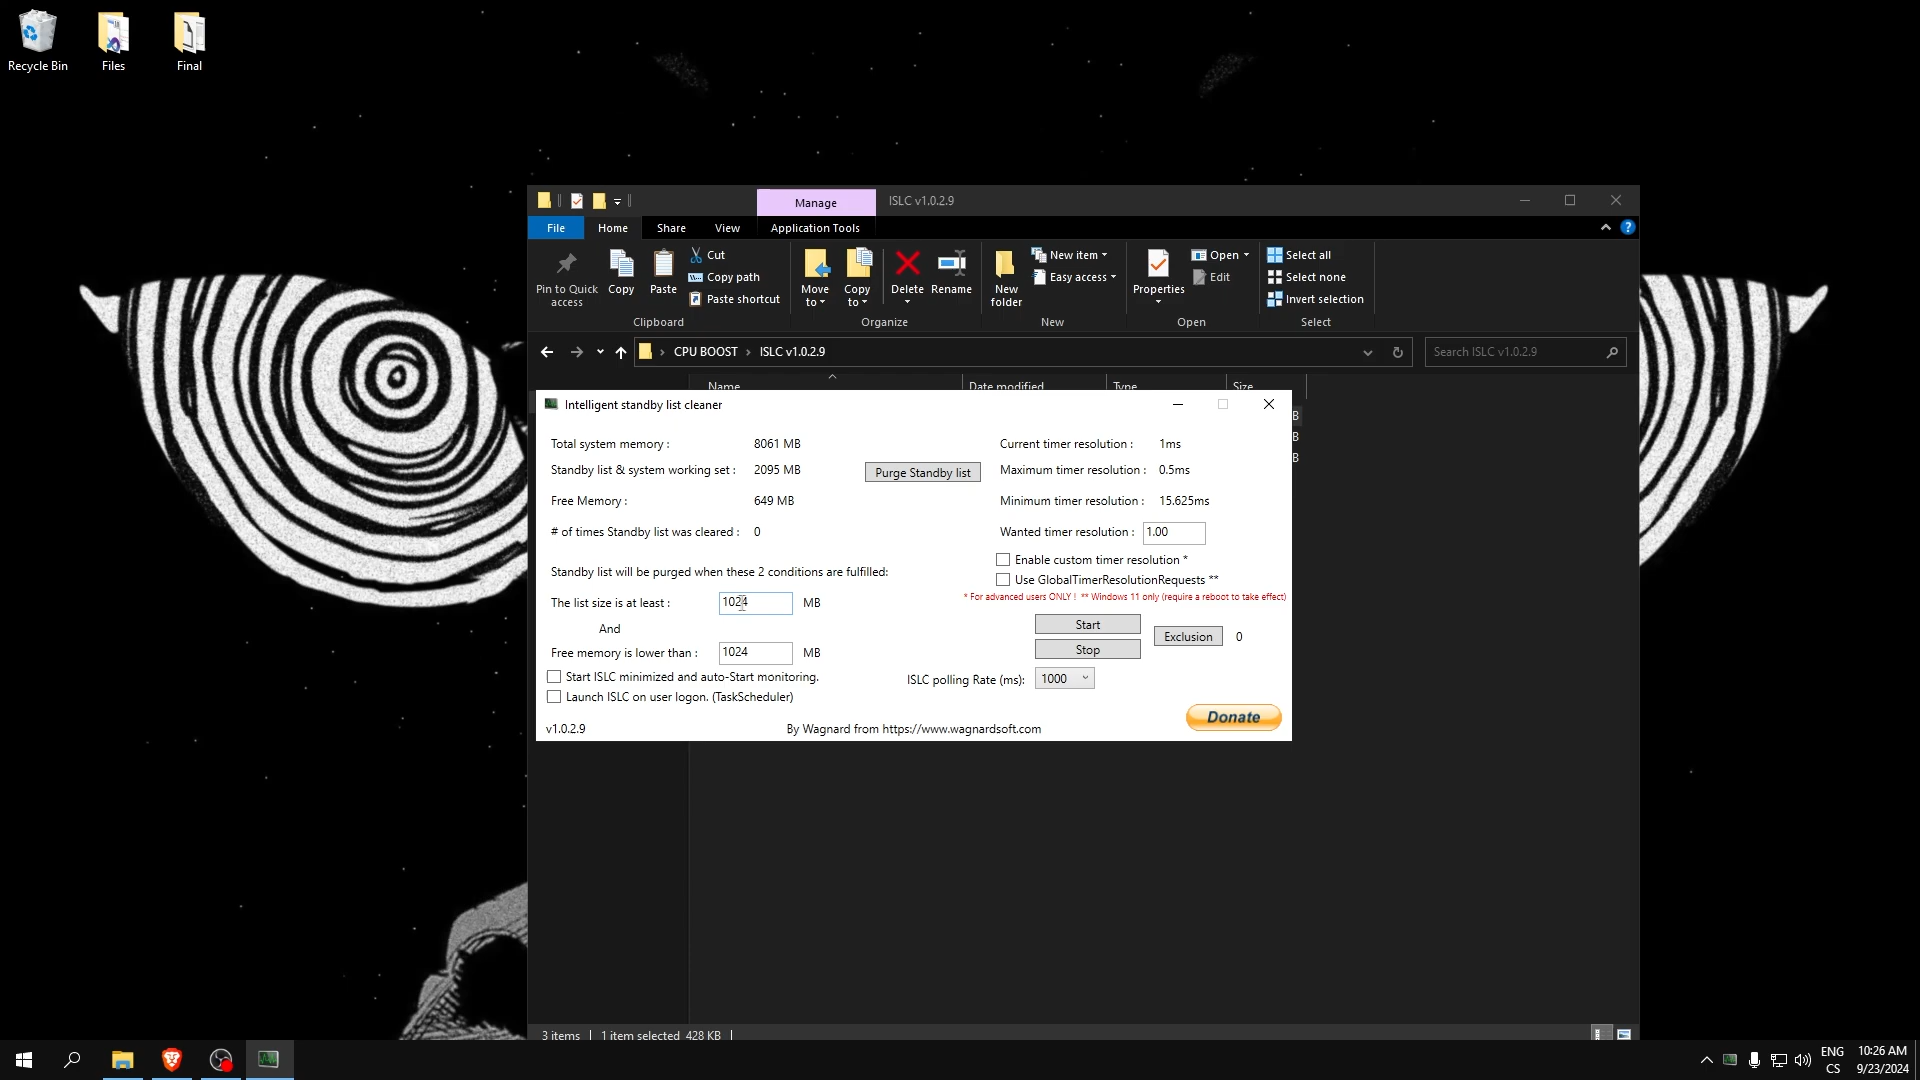 Recycle Bin
Files
Final
Manage
ISLC v1.0.2.9
File
Home
Share
View
Application Tools
Pin to Quick access
Copy
Paste
Cut
Copy path
Paste shortcut
Move to
Copy to
Delete
Rename
New folder
New item
Easy access
Properties
Open
Edit
Select all
Select none
Invert selection
Clipboard
Organize
New
Open
Select
CPU BOOST
ISLC v1.0.2.9
Search ISLC v1.0.2.9
Name
Date modified
Type
Size
B
B
B
Intelligent standby list cleaner
Total system memory : 8061 MB
Standby list & system working set : 2095 MB
Purge Standby list
Free Memory : 649 MB
# of times Standby list was cleared : 0
Current timer resolution : 1ms
Maximum timer resolution : 0.5ms
Minimum timer resolution : 15.625ms
Wanted timer resolution : 1.00
Enable custom timer resolution *
Use GlobalTimerResolutionRequests **
* For advanced users ONLY ! ** Windows 11 only (require a reboot to take effect)
Standby list will be purged when these 2 conditions are fulfilled:
The list size is at least : 1024 MB
And
Free memory is lower than : 1024 MB
Start ISLC minimized and auto-Start monitoring.
Launch ISLC on user logon. (TaskScheduler)
Start
Stop
Exclusion 0
ISLC polling Rate (ms): 1000
Donate
v1.0.2.9
By Wagnard from https://www.wagnardsoft.com
3 items
1 item selected 428 KB
ENG
CS
10:26 AM
9/23/2024